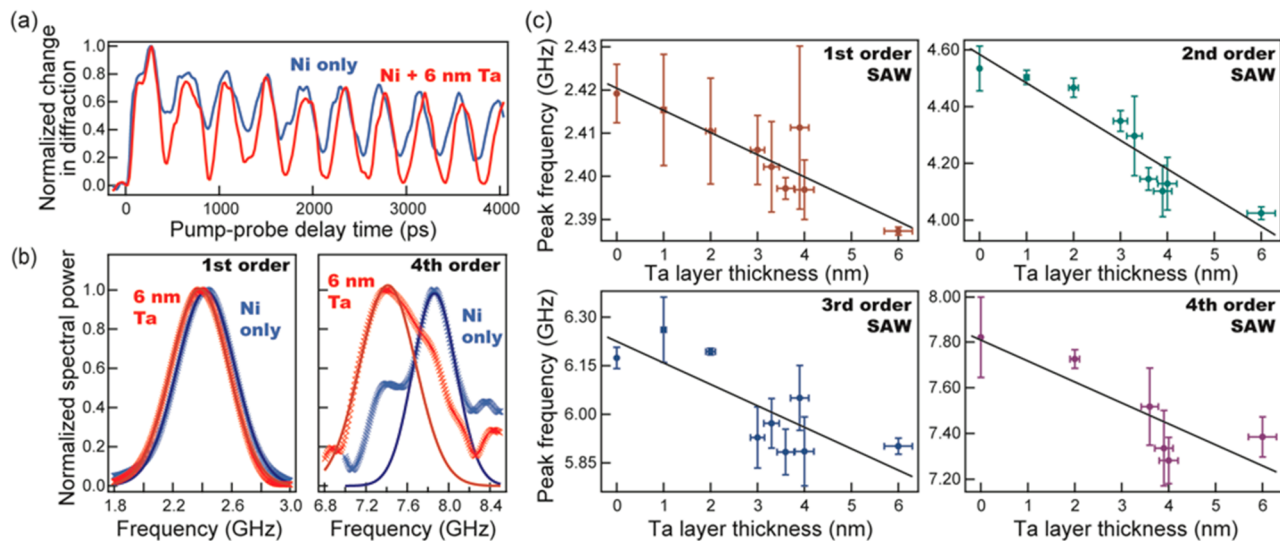 (a)
Normalized change
in diffraction
1.0
0.8
0.6
0.4
0.2
0.0
Ni only
Ni + 6 nm Ta
0
1000
2000
3000
4000
Pump-probe delay time (ps)
(b)
Normalized spectral power
1.0
0.8
0.6
0.4
0.2
0.0
1st order
6 nm
Ta
Ni
only
1.8
2.2
2.6
3.0
Frequency (GHz)
4th order
6 nm
Ta
Ni
only
6.8
7.2
7.6
8.0
8.4
Frequency (GHz)
(c)
Peak frequency (GHz)
2.43
2.42
2.41
2.40
2.39
1st order
SAW
0
1
2
3
4
5
6
Ta layer thickness (nm)
4.60
4.40
4.20
4.00
2nd order
SAW
0
1
2
3
4
5
6
Ta layer thickness (nm)
Peak frequency (GHz)
6.30
6.15
6.00
5.85
3rd order
SAW
0
1
2
3
4
5
6
Ta layer thickness (nm)
8.00
7.80
7.60
7.40
7.20
4th order
SAW
0
1
2
3
4
5
6
Ta layer thickness (nm)